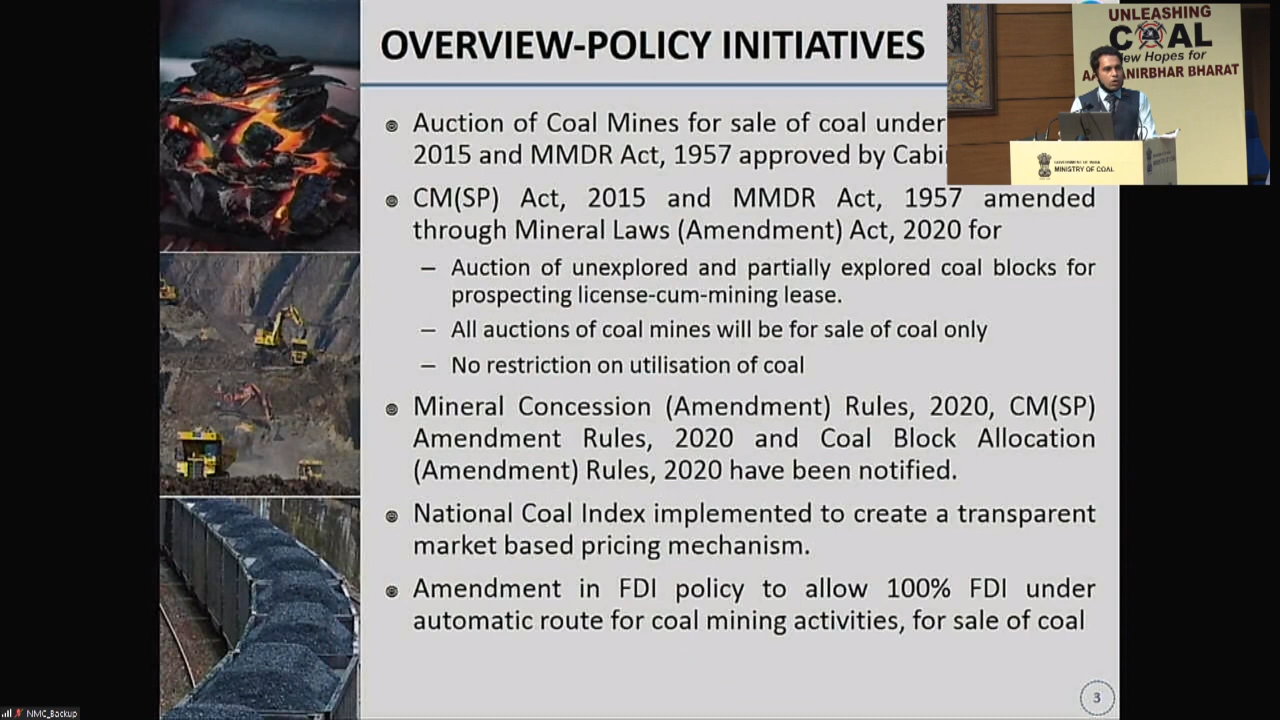 OVERVIEW-POLICY INITIATIVES
Auction of Coal Mines for sale of coal under
2015 and MMDR Act, 1957 approved by
CM(SP) Act, 2015 and MMDR Act, 1957 amended
through Mineral Laws (Amendment) Act, 2020 for
– Auction of unexplored and partially explored coal blocks for
prospecting license-cum-mining lease.
– All auctions of coal mines will be for sale of coal only
– No restriction on utilisation of coal
Mineral Concession (Amendment) Rules, 2020, CM(SP)
Amendment Rules, 2020 and Coal Block Allocation
(Amendment) Rules, 2020 have been notified.
National Coal Index implemented to create a transparent
market based pricing mechanism.
Amendment in FDI policy to allow 100% FDI under
automatic route for coal mining activities, for sale of coal
3
UNLEASHING
COAL
Hopes for
BHARAT
GOVERNMENT OF INDIA
MINISTRY OF COAL
NMC_Backup